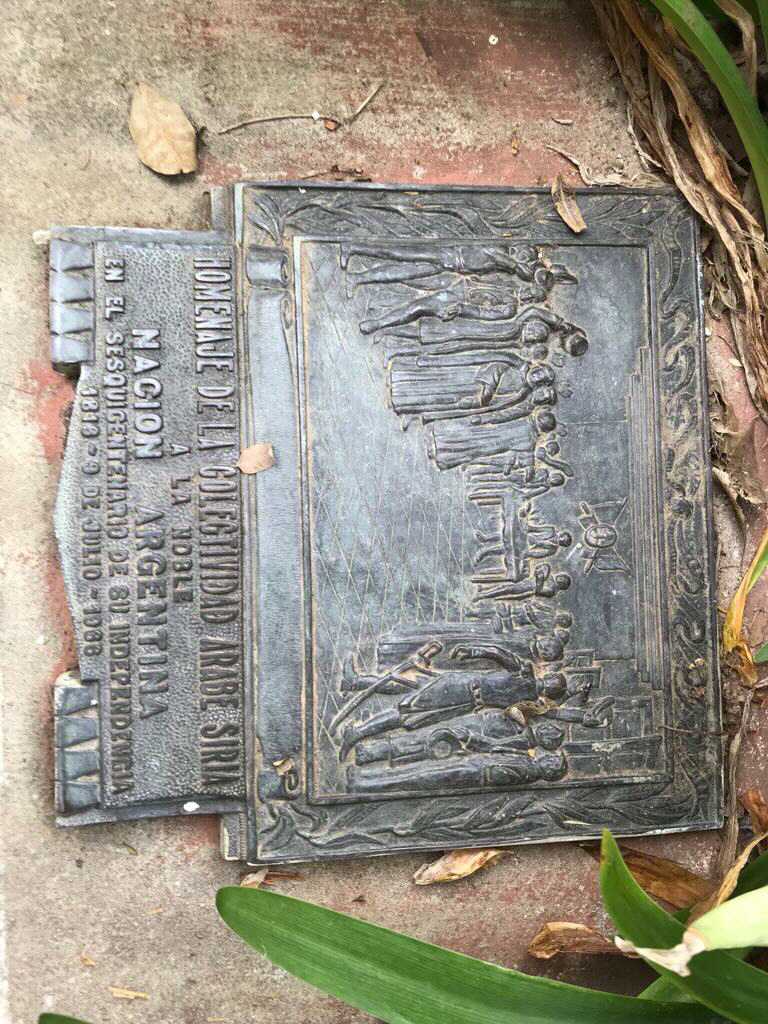 HOMENAJE DE LA COLECTIVIDAD ARABE SIRIA
A LA NOBLE
NACION ARGENTINA
EN EL SESQUICENTENARIO DE SU INDEPENDENCIA
1816 - 9 DE JULIO - 1966